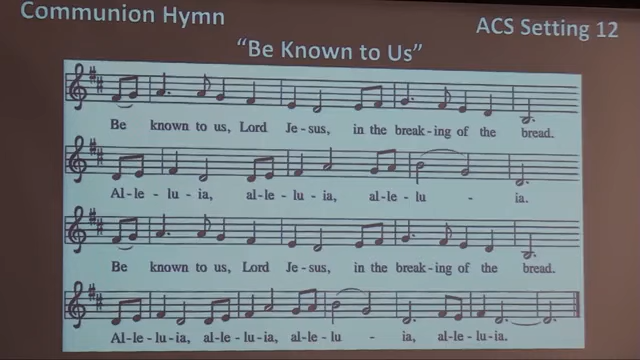 Communion Hymn
ACS Setting 12
“Be Known to Us”
Be known to us, Lord Je - sus, in the break - ing of the bread.
Al - le - lu - ia, al - le - lu - ia, al - le - lu - ia.
Be known to us, Lord Je - sus, in the break - ing of the bread.
Al - le - lu - ia, al - le - lu - ia, al - le - lu - ia, al - le - lu - ia.